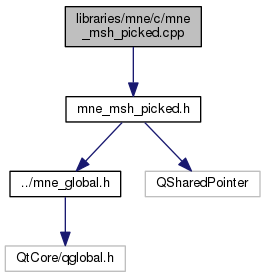 libraries/mne/c/mne
_msh_picked.cpp
mne_msh_picked.h
../mne_global.h
QSharedPointer
QtCore/qglobal.h